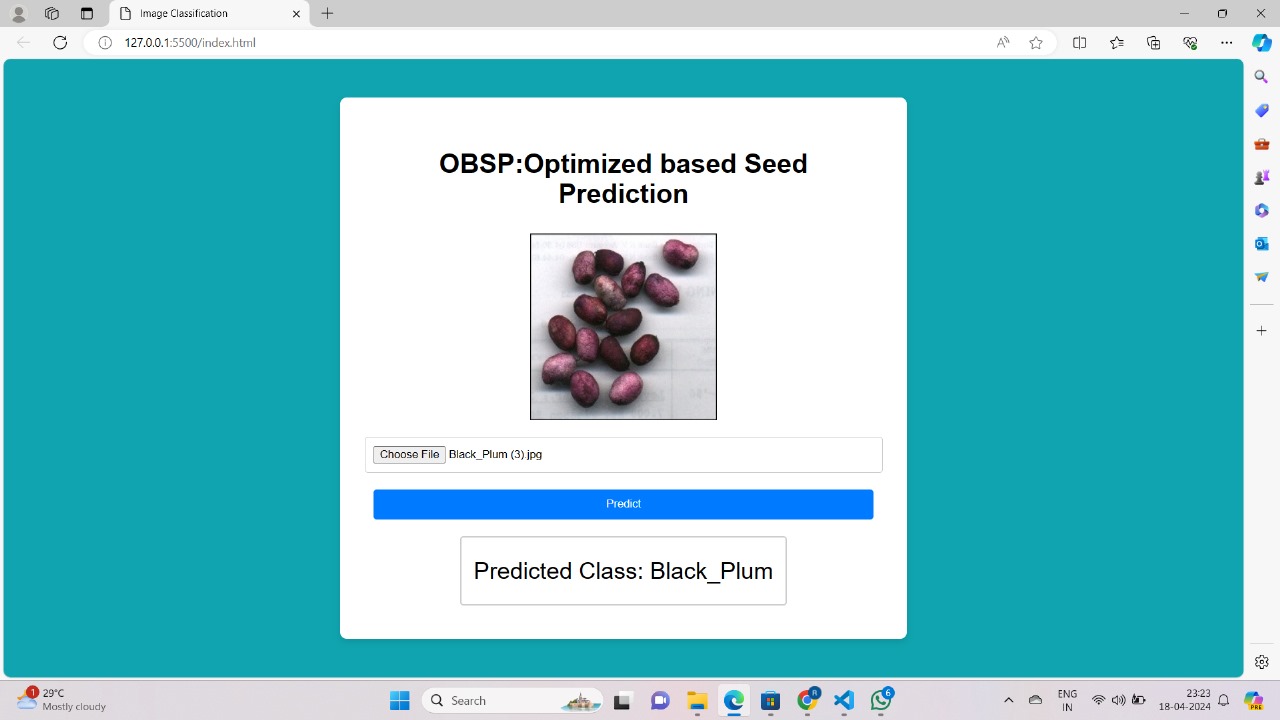 Image Classification
127.0.0.1:5500/index.html
OBSP:Optimized based Seed
Prediction
Choose File Black_Plum (3).jpg
Predict
Predicted Class: Black_Plum
1
29°C
Mostly cloudy
Search
R
6
ENG
IN
23:23
18-04-2024
PRE